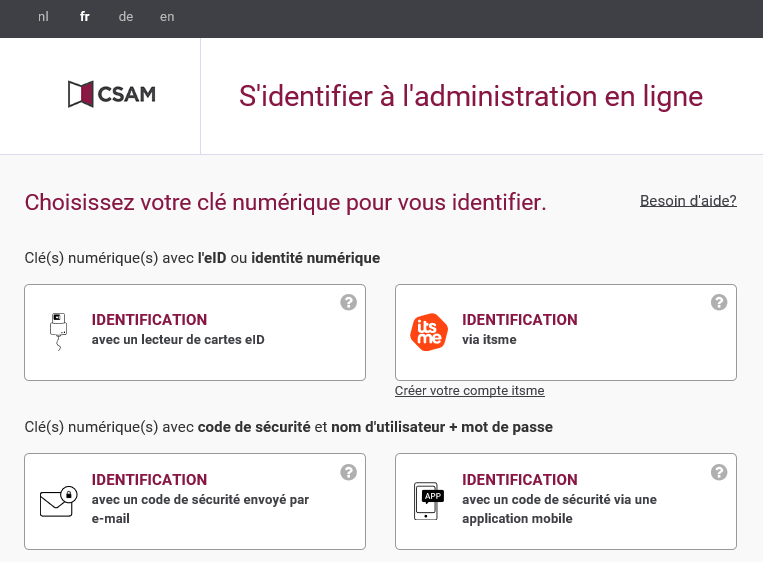 nl fr de en
CSAM
S'identifier à l'administration en ligne
Choisissez votre clé numérique pour vous identifier.
Besoin d'aide?
Clé(s) numérique(s) avec l'eID ou identité numérique
?
IDENTIFICATION
avec un lecteur de cartes eID
?
its
me
IDENTIFICATION
via itsme
Créer votre compte itsme
Clé(s) numérique(s) avec code de sécurité et nom d'utilisateur + mot de passe
?
IDENTIFICATION
avec un code de sécurité envoyé par
e-mail
?
APP
IDENTIFICATION
avec un code de sécurité via une
application mobile